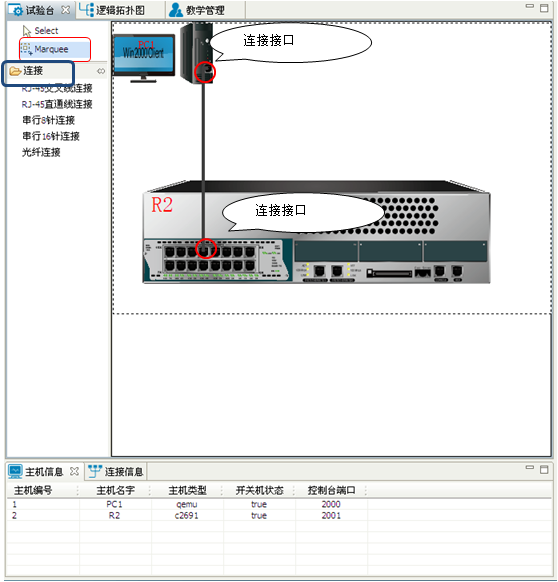 试验台 逻辑拓扑图 教学管理
Select
Marquee
连接
RJ-45交叉线连接
RJ-45直通线连接
串行8针连接
串行16针连接
光纤连接
PC1
Win2000Client
连接接口
R2
连接接口
主机信息 连接信息
主机编号 主机名字 主机类型 开关机状态 控制台端口
1 PC1 qemu true 2000
2 R2 c2691 true 2001